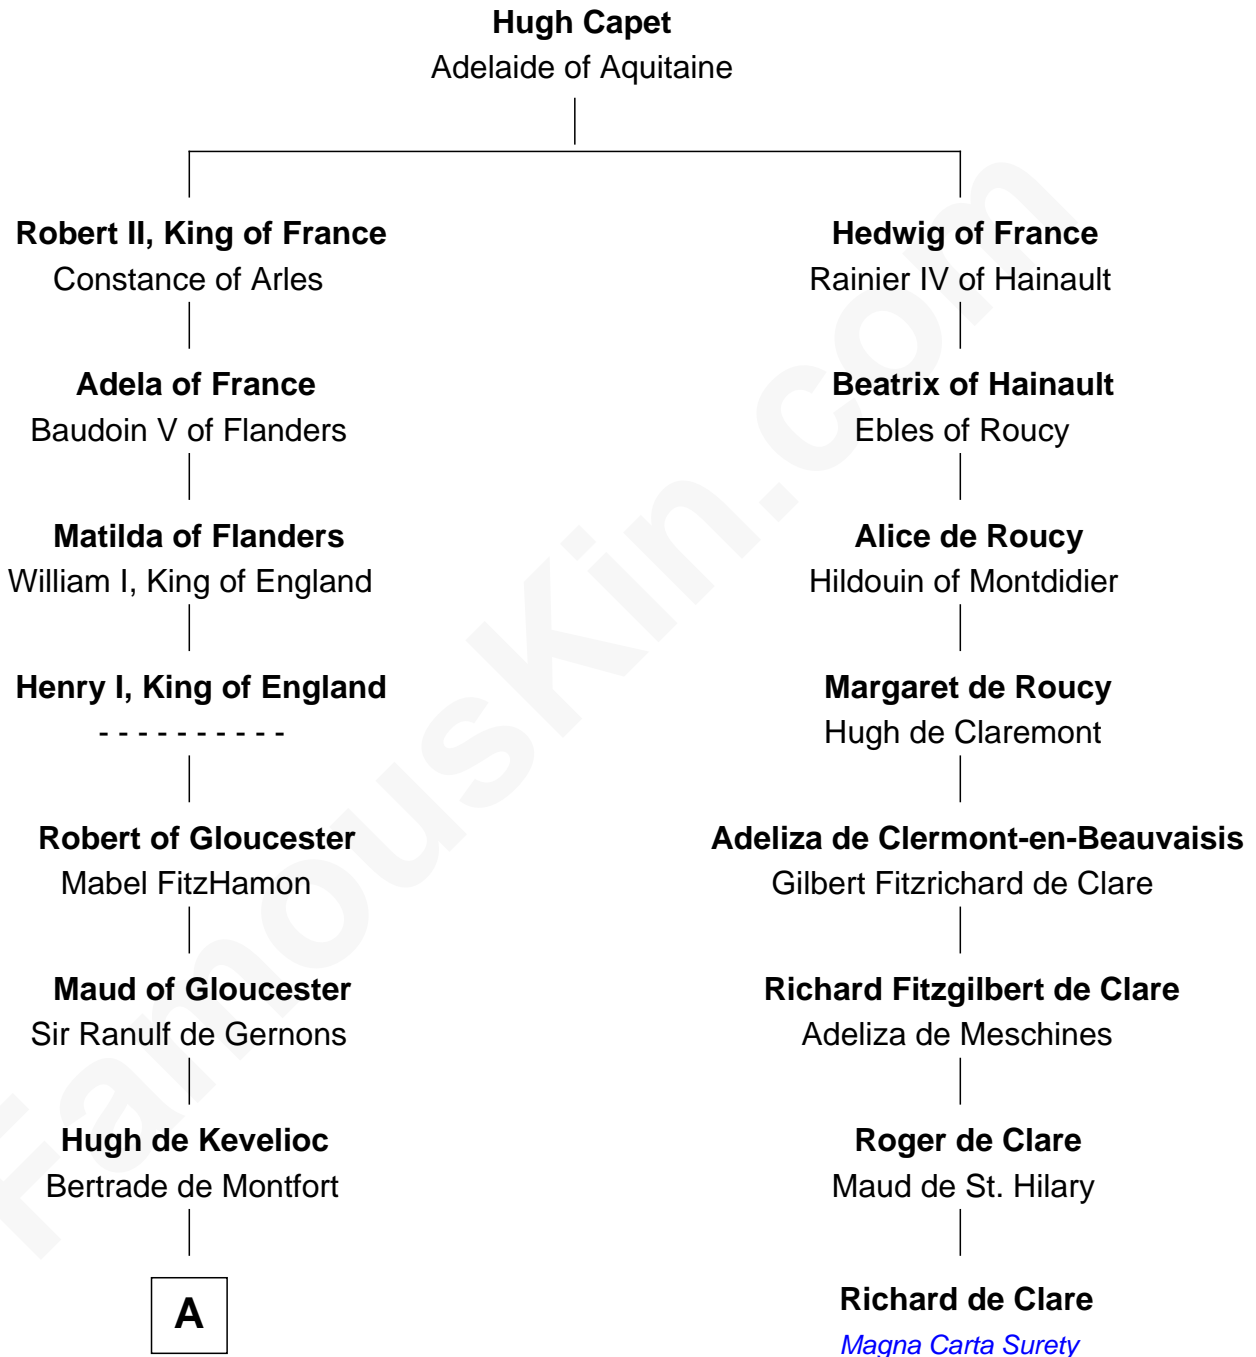 Hugh Capet
Adelaide of Aquitaine
Robert II, King of France
Constance of Arles
Hedwig of France
Rainier IV of Hainault
Adela of France
Baudoin V of Flanders
Beatrix of Hainault
Ebles of Roucy
Matilda of Flanders
William I, King of England
Alice de Roucy
Hildouin of Montdidier
Henry I, King of England
- - - - - - - - - -
Margaret de Roucy
Hugh de Claremont
Robert of Gloucester
Mabel FitzHamon
Adeliza de Clermont-en-Beauvaisis
Gilbert Fitzrichard de Clare
Maud of Gloucester
Sir Ranulf de Gernons
Richard Fitzgilbert de Clare
Adeliza de Meschines
Hugh de Kevelioc
Bertrade de Montfort
Roger de Clare
Maud de St. Hilary
A
Richard de Clare
Magna Carta Surety
FamousKin.com